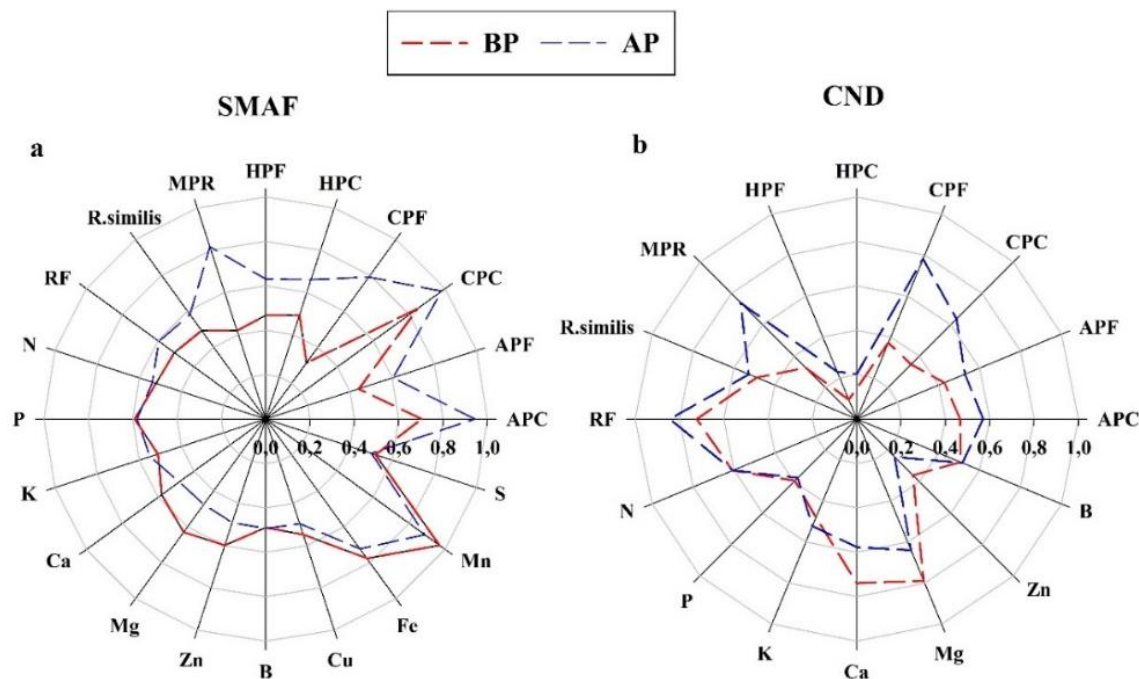 BP AP
SMAF
CND
a
b
HPF
HPC
CPF
CPC
APF
APC
S
Mn
Fe
Cu
B
Zn
Mg
Ca
K
P
N
RF
R.similis
MPR
0,0 0,2 0,4 0,6 0,8 1,0
HPC
CPF
CPC
APF
APC
B
Zn
Mg
Ca
K
P
N
RF
R.similis
MPR
HPF
0,0 0,2 0,4 0,6 0,8 1,0